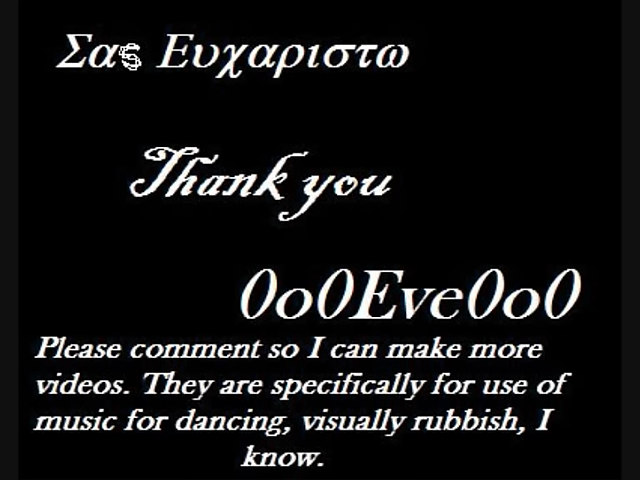 Σας Ευχαριστω
Thank you
0o0Eve0o0
Please comment so I can make more
videos. They are specifically for use of
music for dancing, visually rubbish, I
know.